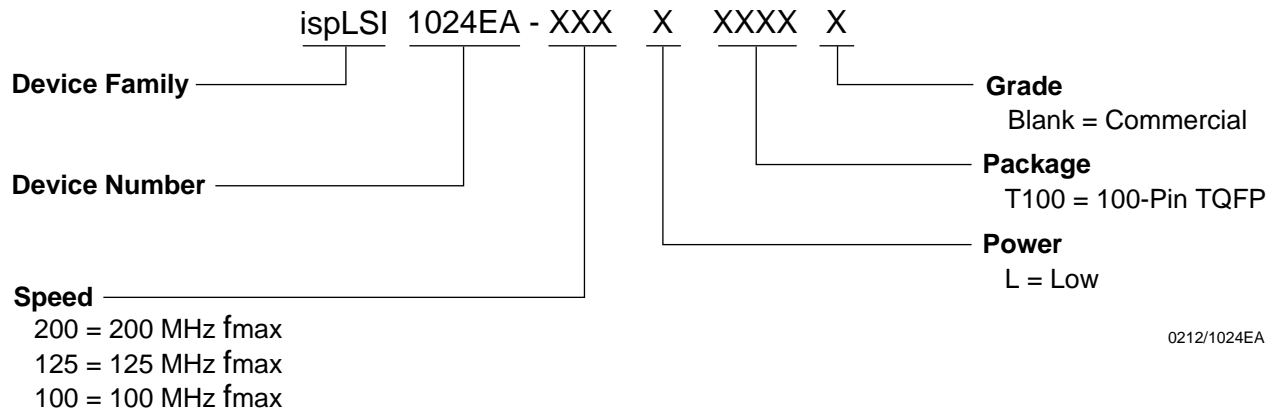 ispLSI 1024EA - XXX X XXXX X
Device Family
Grade
Blank = Commercial
Device Number
Package
T100 = 100-Pin TQFP
Power
L = Low
Speed
200 = 200 MHz fmax
125 = 125 MHz fmax
100 = 100 MHz fmax
0212/1024EA